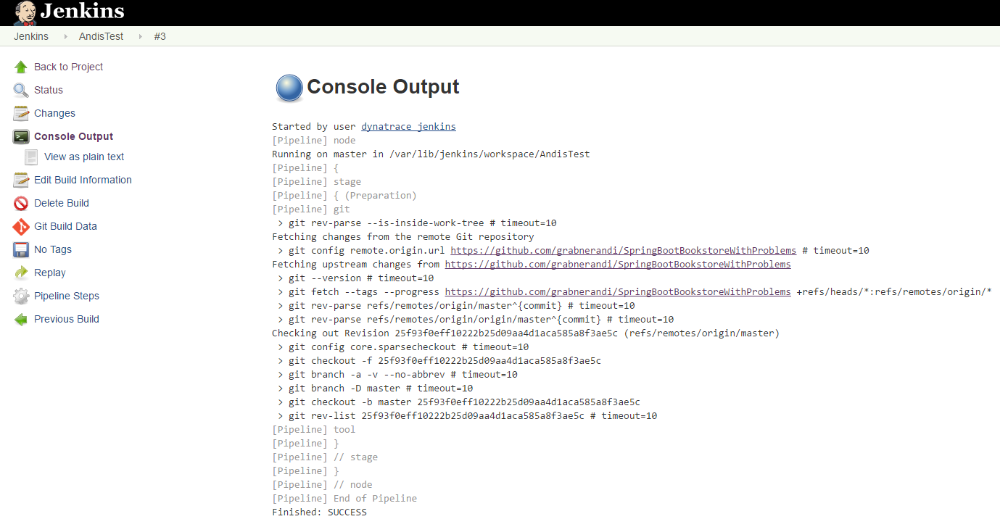 Jenkins
Jenkins AndisTest #3
Back to Project
Status
Changes
Console Output
View as plain text
Edit Build Information
Delete Build
Git Build Data
No Tags
Replay
Pipeline Steps
Previous Build
Console Output
Started by user dynatrace jenkins
[Pipeline] node
Running on master in /var/lib/jenkins/workspace/AndisTest
[Pipeline] {
[Pipeline] stage
[Pipeline] { (Preparation)
[Pipeline] git
 > git rev-parse --is-inside-work-tree # timeout=10
Fetching changes from the remote Git repository
 > git config remote.origin.url https://github.com/grabnerandi/SpringBootBookstoreWithProblems # timeout=10
Fetching upstream changes from https://github.com/grabnerandi/SpringBootBookstoreWithProblems
 > git --version # timeout=10
 > git fetch --tags --progress https://github.com/grabnerandi/SpringBootBookstoreWithProblems +refs/heads/*:refs/remotes/origin/*
 > git rev-parse refs/remotes/origin/master^{commit} # timeout=10
 > git rev-parse refs/remotes/origin/origin/master^{commit} # timeout=10
Checking out Revision 25f93f0eff10222b25d09aa4d1aca585a8f3ae5c (refs/remotes/origin/master)
 > git config core.sparsecheckout # timeout=10
 > git checkout -f 25f93f0eff10222b25d09aa4d1aca585a8f3ae5c
 > git branch -a -v --no-abbrev # timeout=10
 > git branch -D master # timeout=10
 > git checkout -b master 25f93f0eff10222b25d09aa4d1aca585a8f3ae5c
 > git rev-list 25f93f0eff10222b25d09aa4d1aca585a8f3ae5c # timeout=10
[Pipeline] tool
[Pipeline] }
[Pipeline] // stage
[Pipeline] }
[Pipeline] // node
[Pipeline] End of Pipeline
Finished: SUCCESS